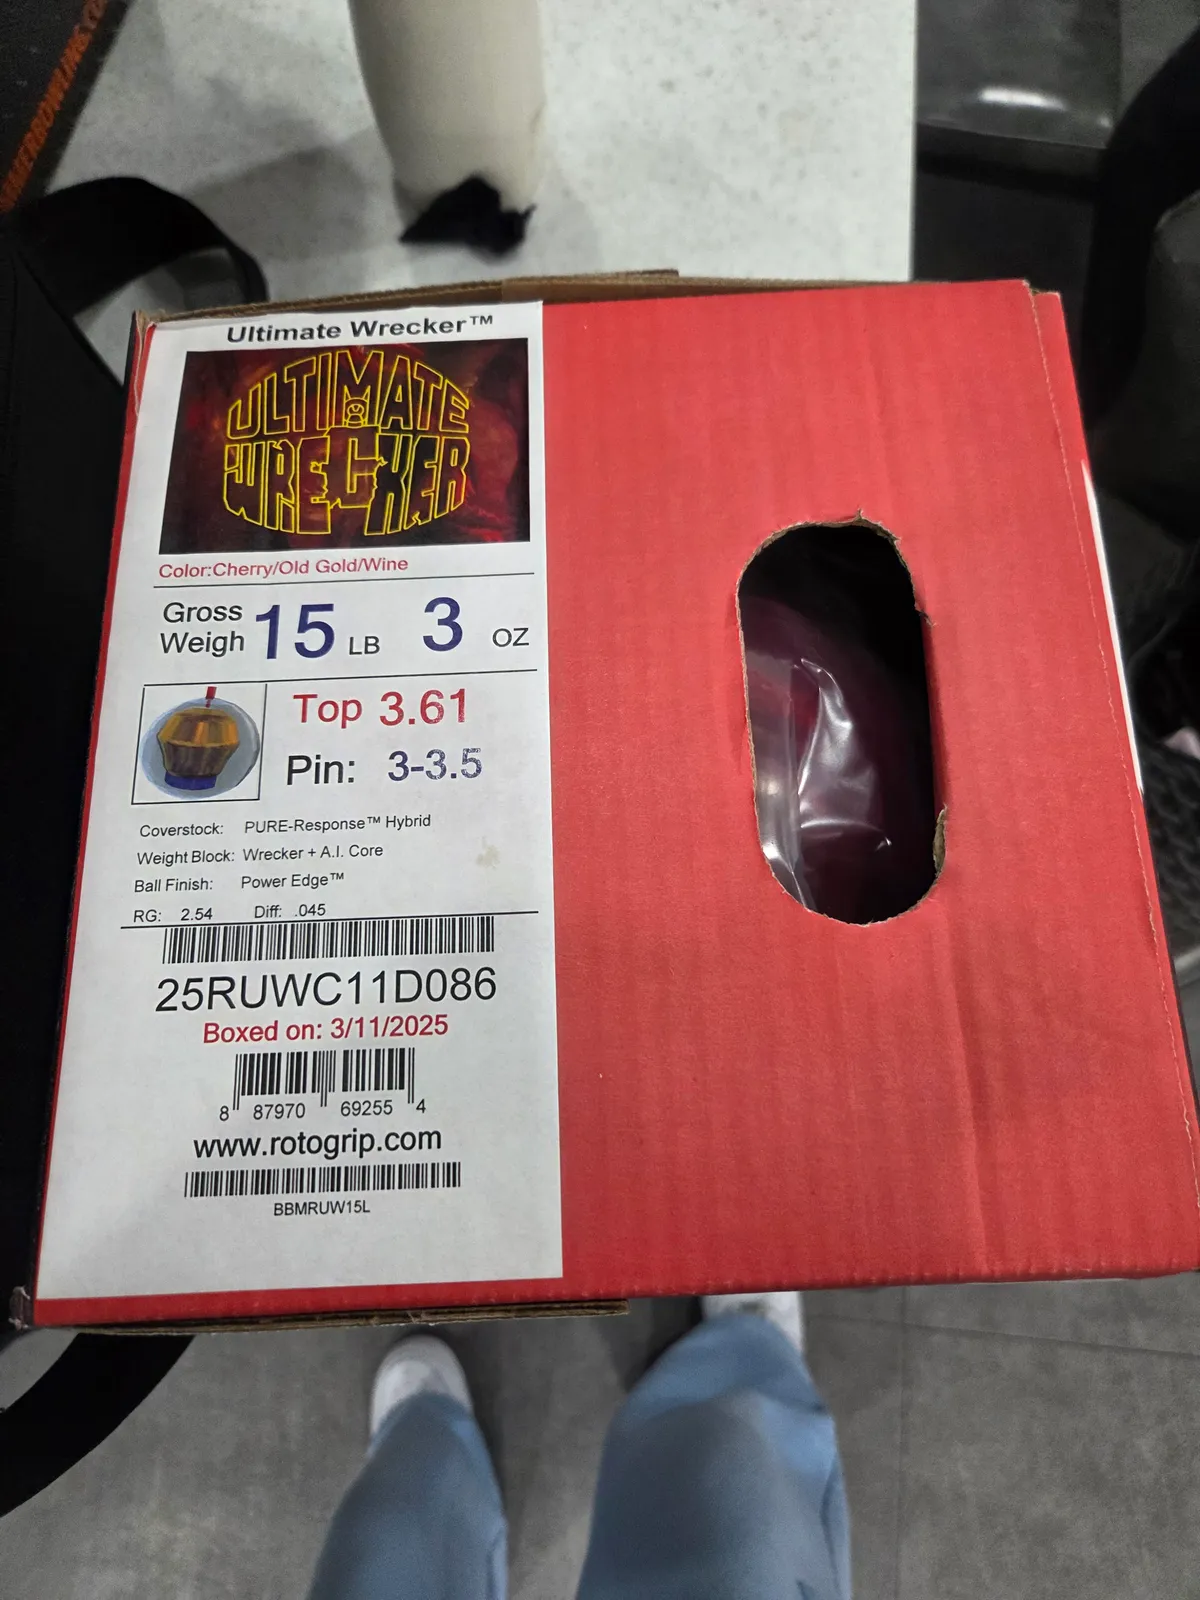 Ultimate Wrecker™
ULTIMATE
WRECKER
Color:Cherry/Old Gold/Wine
Gross
Weigh 15 LB 3 OZ
Top 3.61
Pin: 3-3.5
Coverstock: PURE-Response™ Hybrid
Weight Block: Wrecker + A.I. Core
Ball Finish: Power Edge™
RG: 2.54 Diff: .045
25RUWC11D086
Boxed on: 3/11/2025
8 87970 69255 4
www.rotogrip.com
BBMRUW15L